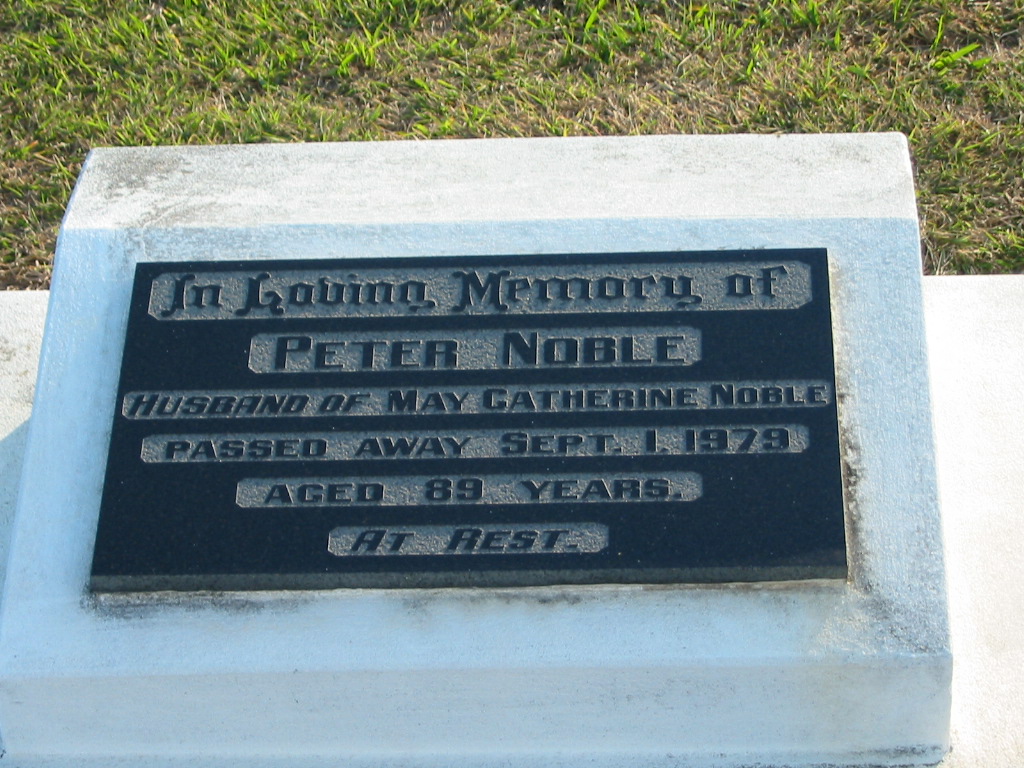 In Loving Memory of
PETER NOBLE
HUSBAND OF MAY CATHERINE NOBLE
PASSED AWAY SEPT. 1. 1979
AGED 89 YEARS.
AT REST.